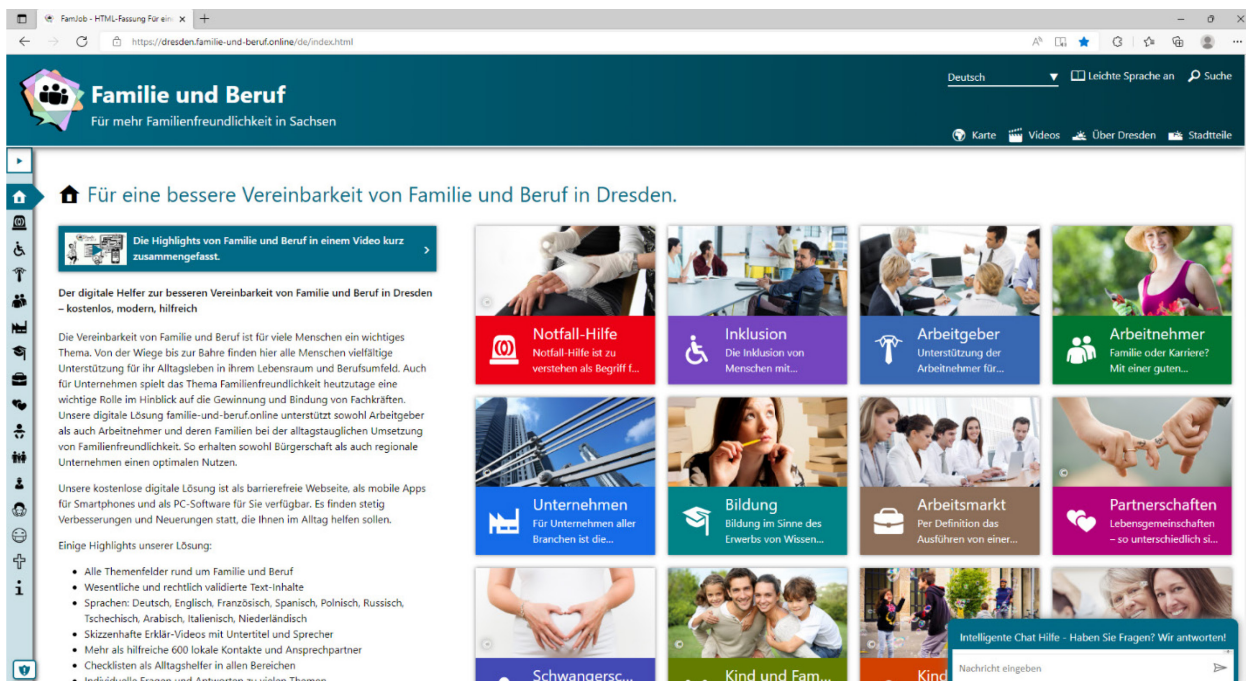 FamJob - HTML-Fassung Für ein
https://dresden.familie-und-beruf.online/de/index.html
Familie und Beruf
Für mehr Familienfreundlichkeit in Sachsen
Deutsch
Leichte Sprache an
Suche
Karte
Videos
Über Dresden
Stadtteile
Für eine bessere Vereinbarkeit von Familie und Beruf in Dresden.
Die Highlights von Familie und Beruf in einem Video kurz
zusammengefasst.
Der digitale Helfer zur besseren Vereinbarkeit von Familie und Beruf in Dresden
– kostenlos, modern, hilfreich
Die Vereinbarkeit von Familie und Beruf ist für viele Menschen ein wichtiges
Thema. Von der Wiege bis zur Bahre finden hier alle Menschen vielfältige
Unterstützung für ihr Alltagsleben in ihrem Lebensraum und Berufsumfeld. Auch
für Unternehmen spielt das Thema Familienfreundlichkeit heutzutage eine
wichtige Rolle im Hinblick auf die Gewinnung und Bindung von Fachkräften.
Unsere digitale Lösung familie-und-beruf.online unterstützt sowohl Arbeitgeber
als auch Arbeitnehmer und deren Familien bei der alltagstauglichen Umsetzung
von Familienfreundlichkeit. So erhalten sowohl Bürgerschaft als auch regionale
Unternehmen einen optimalen Nutzen.
Unsere kostenlose digitale Lösung ist als barrierefreie Webseite, als mobile Apps
für Smartphones und als PC-Software für Sie verfügbar. Es finden stetig
Verbesserungen und Neuerungen statt, die Ihnen im Alltag helfen sollen.
Einige Highlights unserer Lösung:
• Alle Themenfelder rund um Familie und Beruf
• Wesentliche und rechtlich validierte Text-Inhalte
• Sprachen: Deutsch, Englisch, Französisch, Spanisch, Polnisch, Russisch,
Tschechisch, Arabisch, Italienisch, Niederländisch
• Skizzenhafte Erklär-Videos mit Untertitel und Sprecher
• Mehr als hilfreiche 600 lokale Kontakte und Ansprechpartner
• Checklisten als Alltagshelfer in allen Bereichen
• Individuelle Fragen und Antworten zu vielen Themen
Notfall-Hilfe
Notfall-Hilfe ist zu
verstehen als Begriff f...
Inklusion
Die Inklusion von
Menschen mit...
Arbeitgeber
Unterstützung der
Arbeitnehmer für...
Arbeitnehmer
Familie oder Karriere?
Mit einer guten...
Unternehmen
Für Unternehmen aller
Branchen ist die...
Bildung
Bildung im Sinne des
Erwerbs von Wissen...
Arbeitsmarkt
Per Definition das
Ausführen von einer...
Partnerschaften
Lebensgemeinschaften
– so unterschiedlich si...
Schwangersc...
Kind und Fam...
Kind
Intelligente Chat Hilfe - Haben Sie Fragen? Wir antworten!
Nachricht eingeben